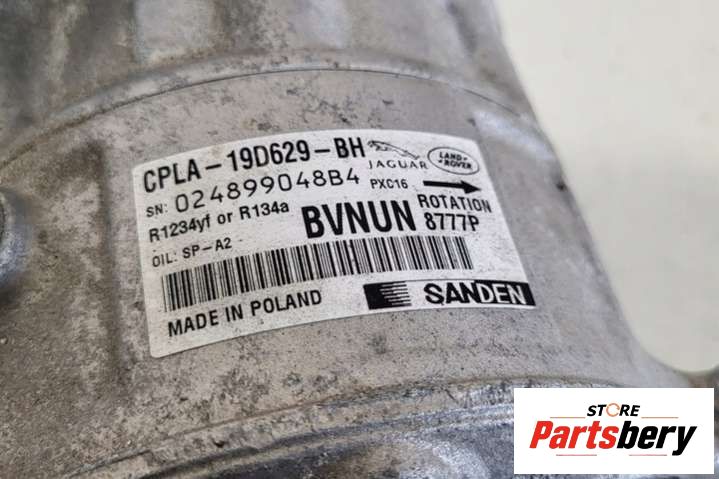 CPLA-19D629-BH JAGUAR LAND ROVER
SN: 024899048B4 PXC16
R1234yf or R134a BVNUN ROTATION 8777P
OIL: SP-A2
MADE IN POLAND SANDEN
STORE
Partsbery